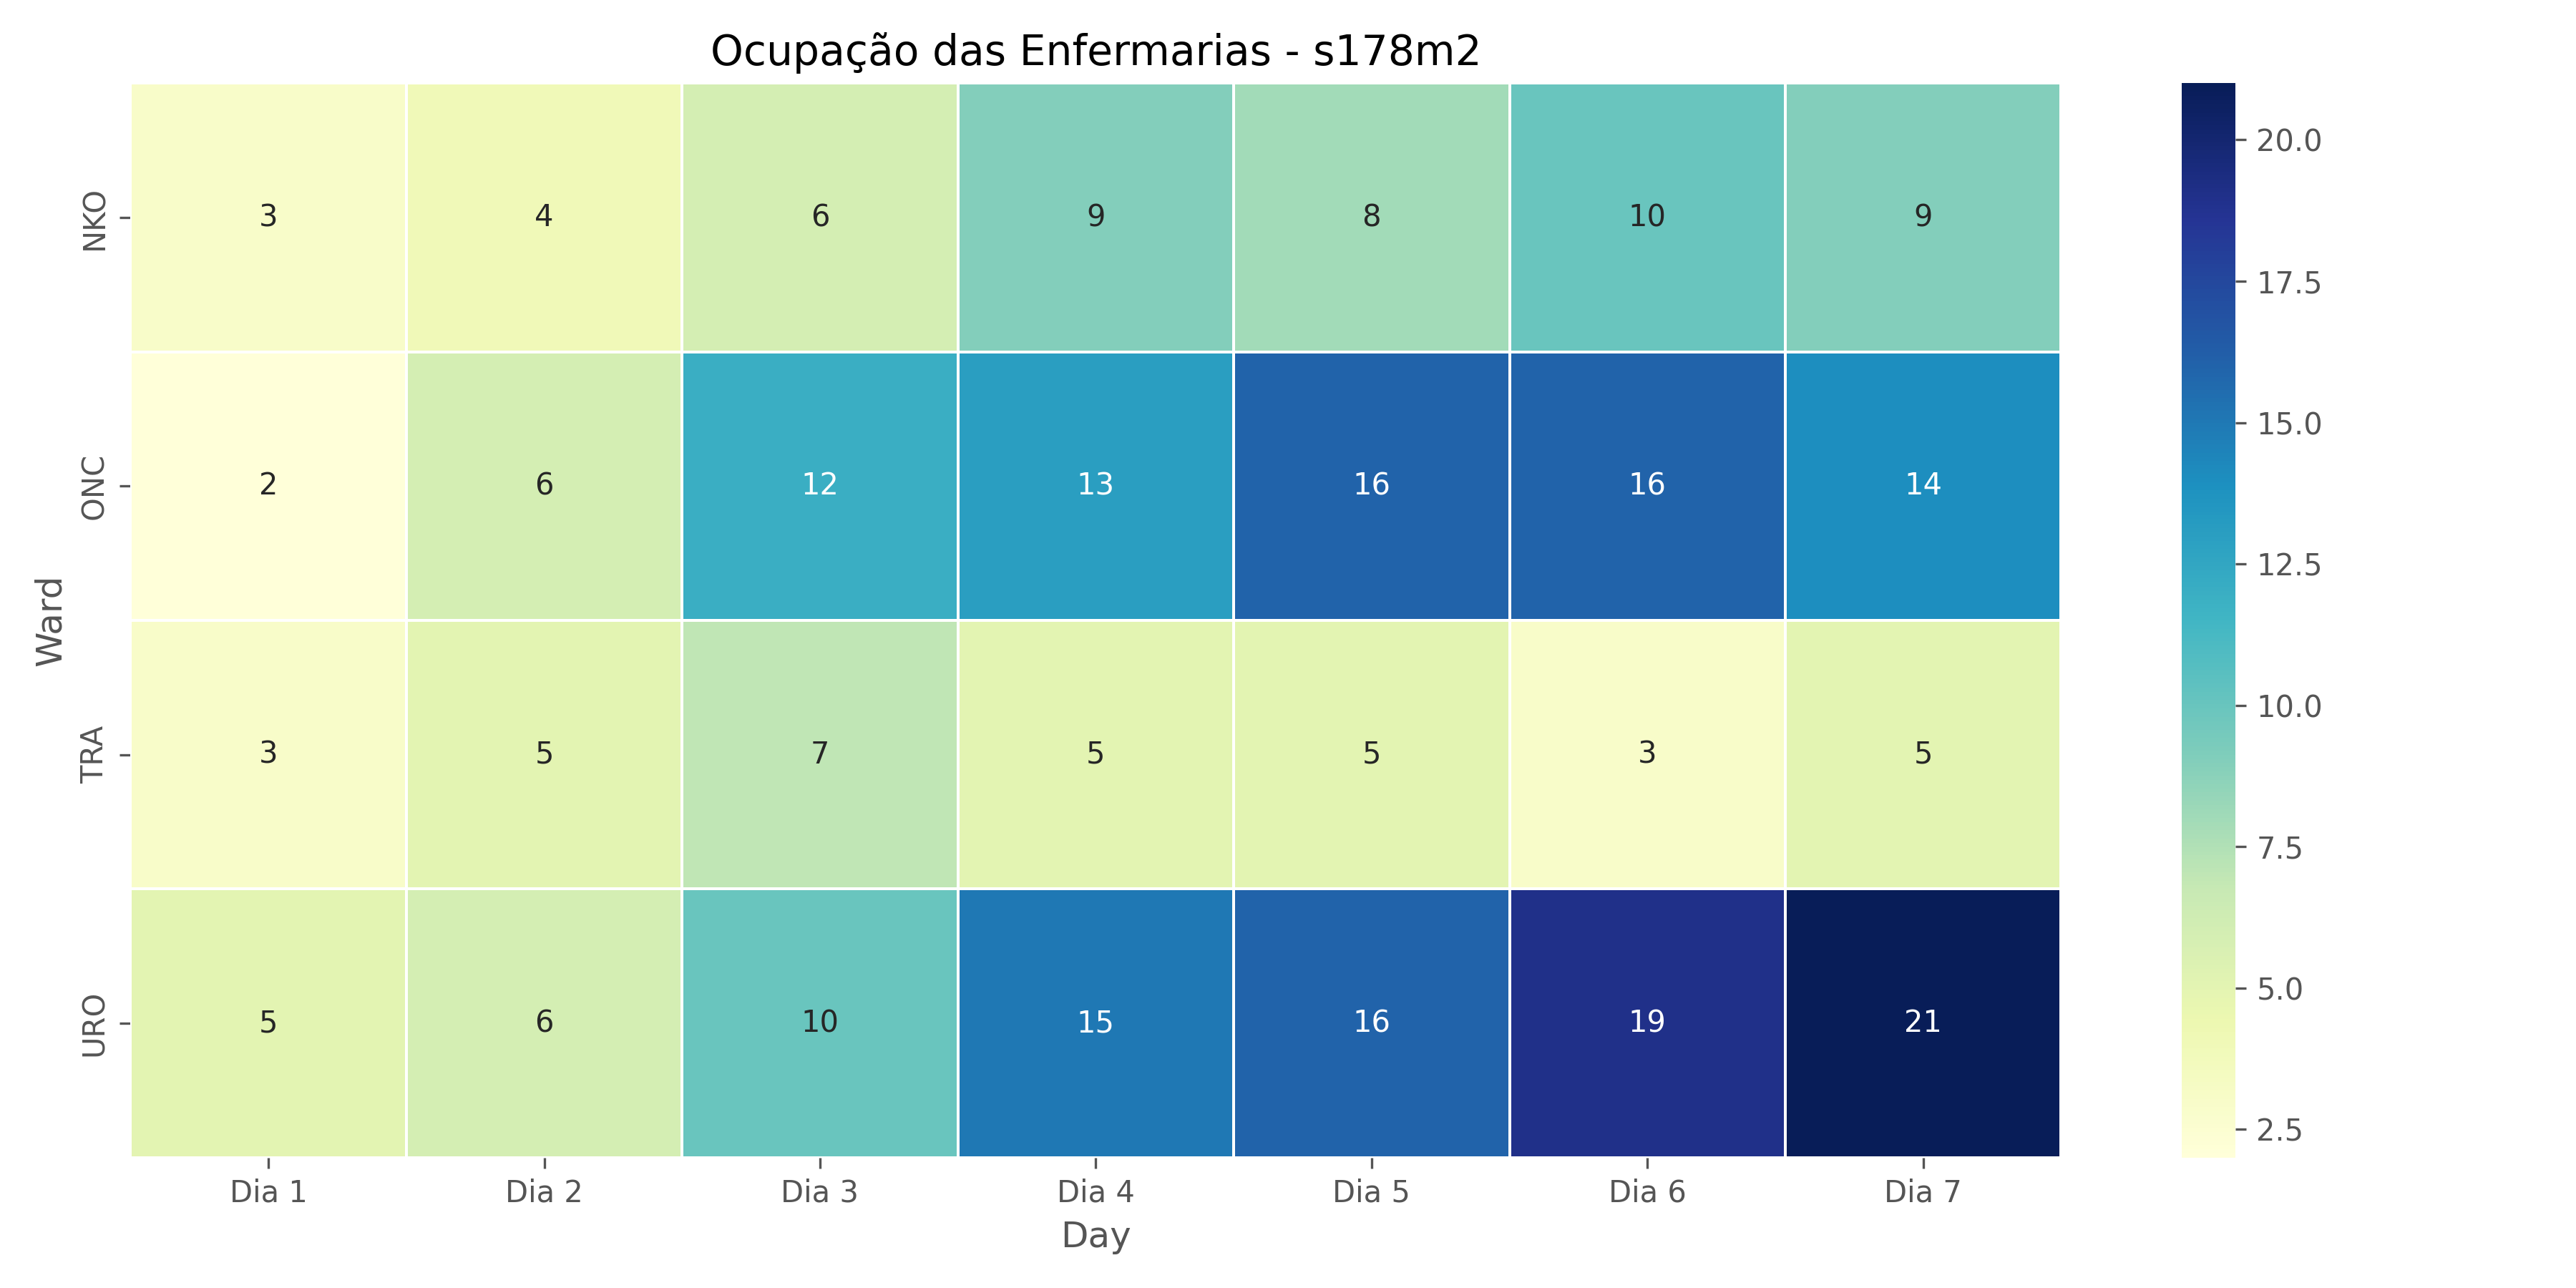 Ocupação das Enfermarias - s178m2
Ward
NKO 3 4 6 9 8 10 9
ONC 2 6 12 13 16 16 14
TRA 3 5 7 5 5 3 5
URO 5 6 10 15 16 19 21
Dia 1 Dia 2 Dia 3 Dia 4 Dia 5 Dia 6 Dia 7
Day
20.0
17.5
15.0
12.5
10.0
7.5
5.0
2.5